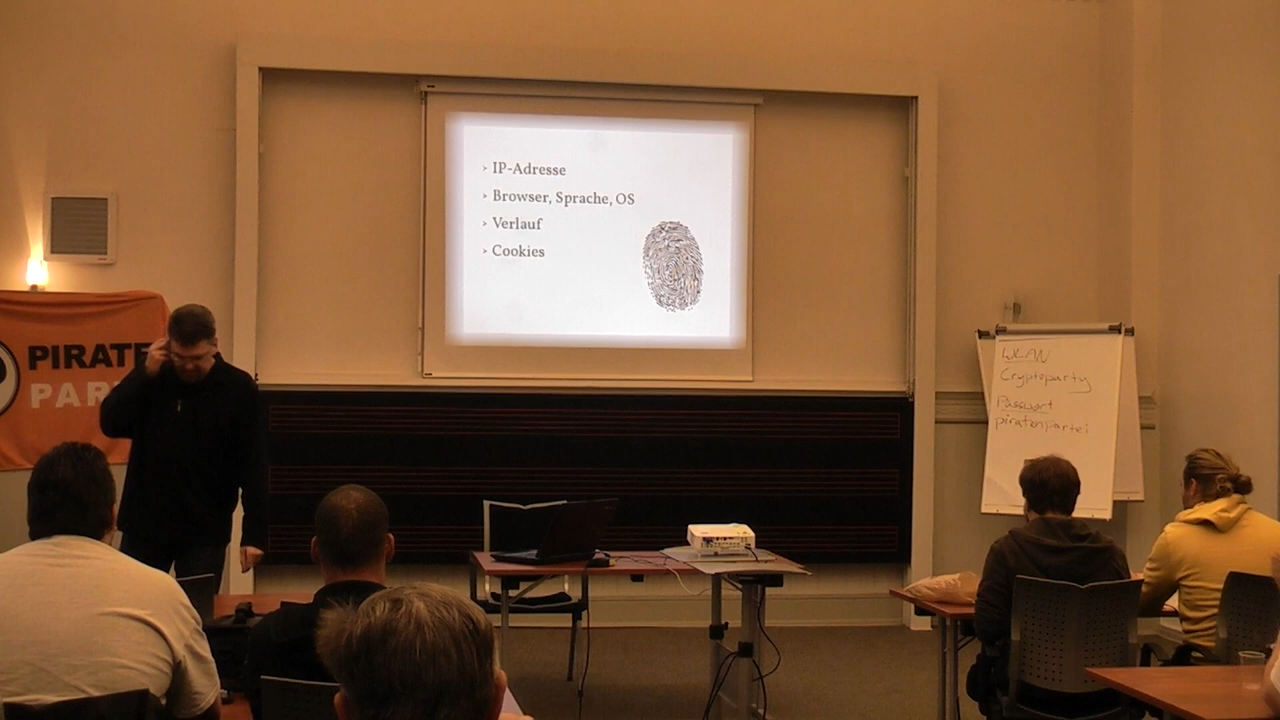 > IP-Adresse
> Browser, Sprache, OS
> Verlauf
> Cookies
PIRATE
PAR
WLAN
Cryptoparty
Passwort
piratenpartei